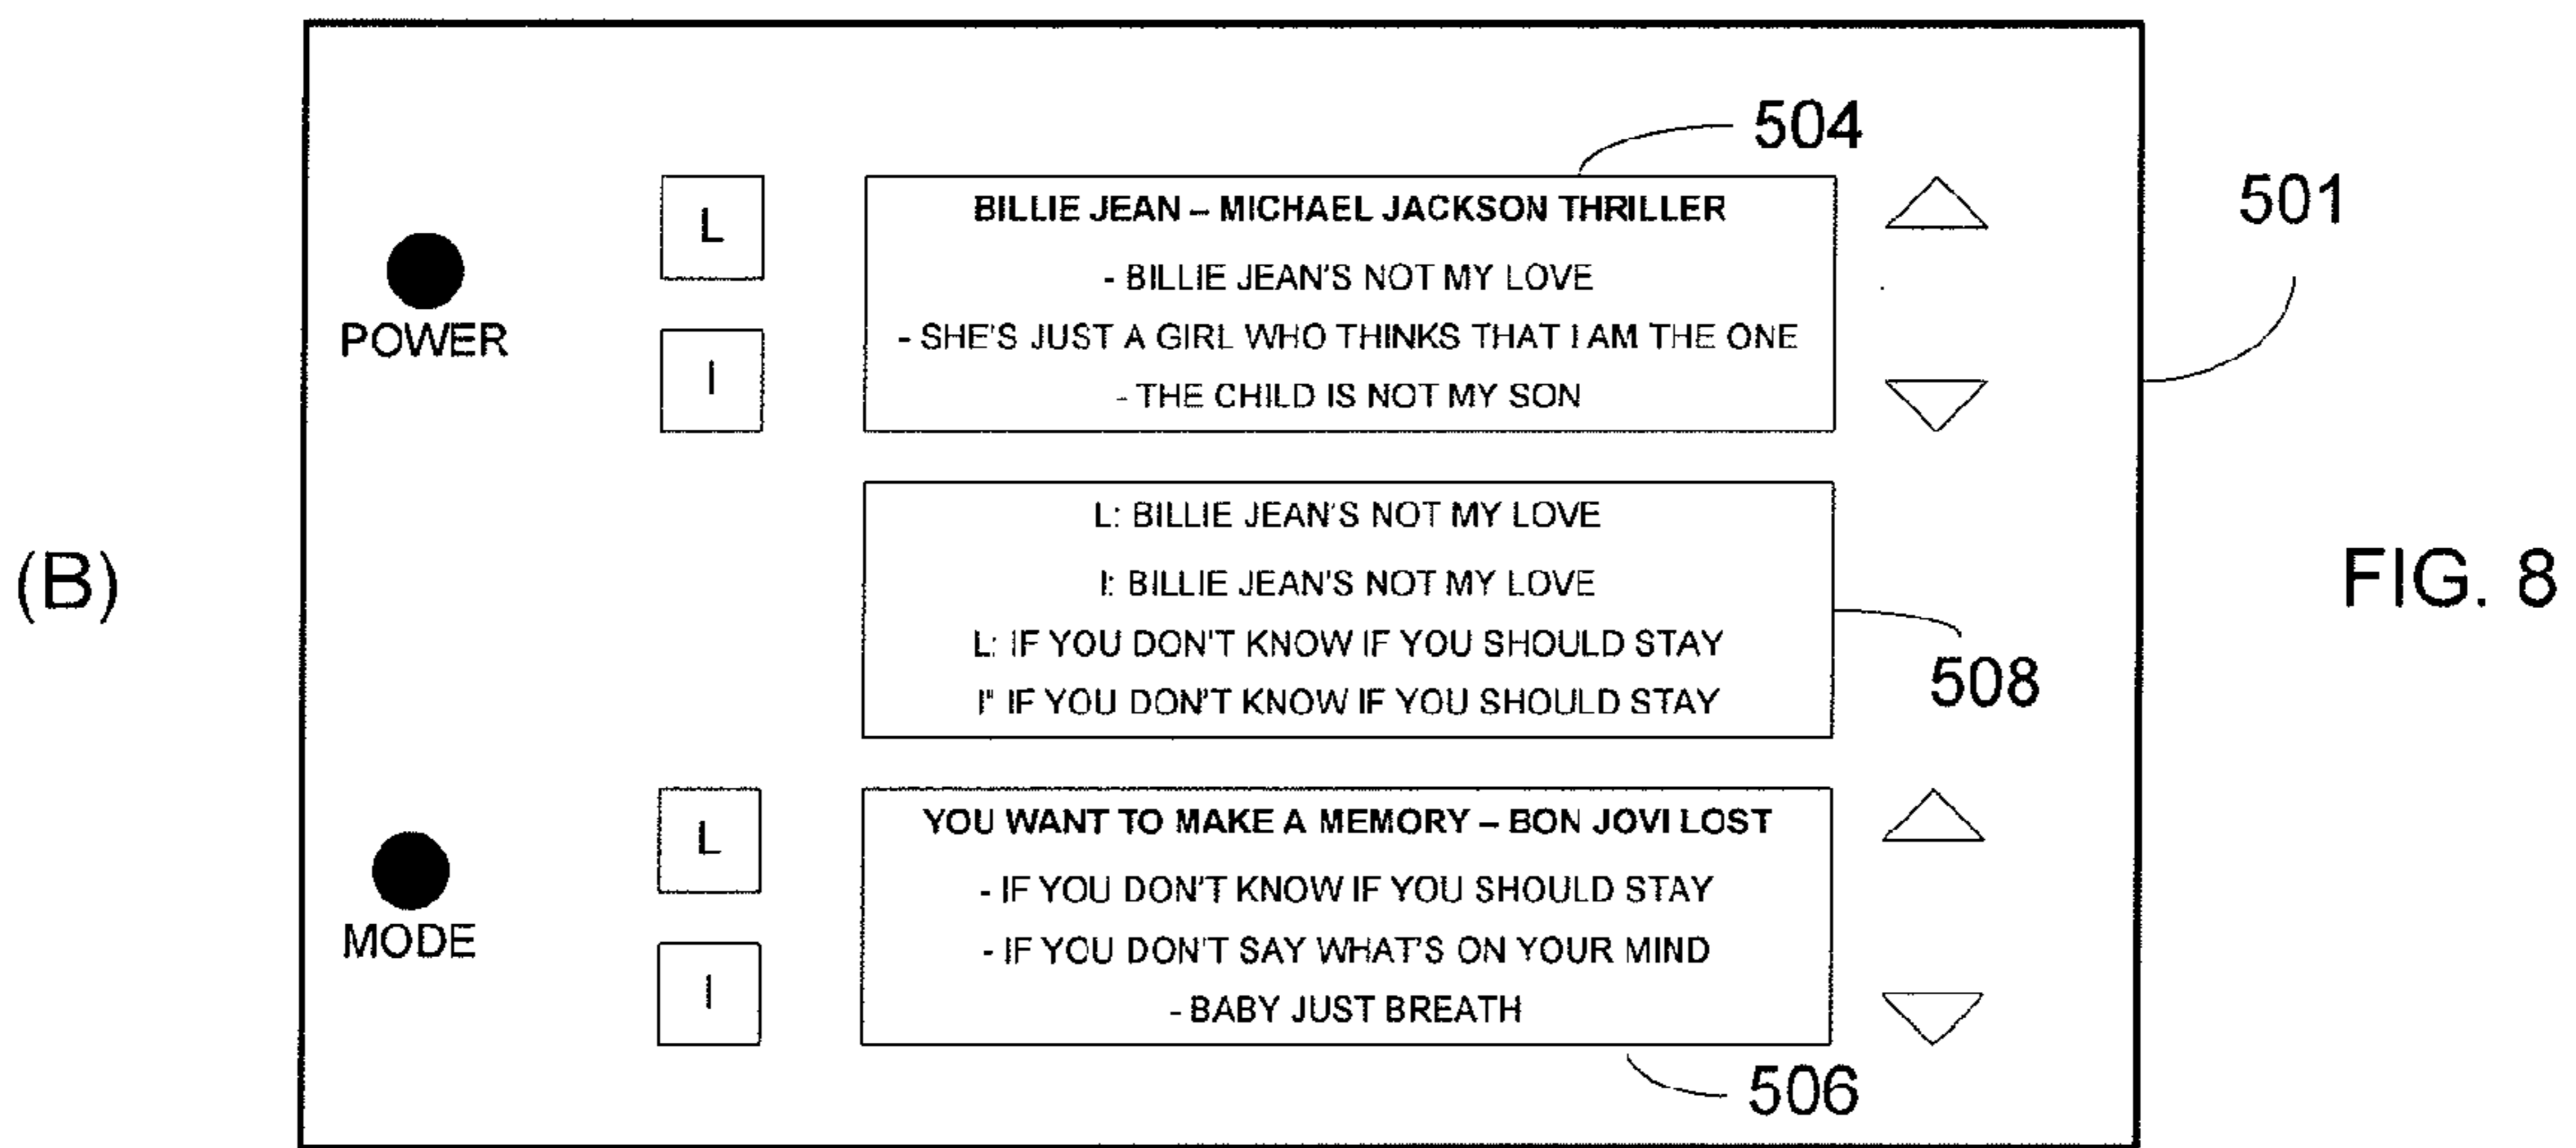 504
501
L
BILLIE JEAN – MICHAEL JACKSON THRILLER
- BILLIE JEAN'S NOT MY LOVE
POWER
- SHE'S JUST A GIRL WHO THINKS THAT I AM THE ONE
I
- THE CHILD IS NOT MY SON
(B)
L: BILLIE JEAN'S NOT MY LOVE
I: BILLIE JEAN'S NOT MY LOVE
L: IF YOU DON'T KNOW IF YOU SHOULD STAY
I" IF YOU DON'T KNOW IF YOU SHOULD STAY
508
FIG. 8
L
YOU WANT TO MAKE A MEMORY – BON JOVI LOST
- IF YOU DON'T KNOW IF YOU SHOULD STAY
MODE
- IF YOU DON'T SAY WHAT'S ON YOUR MIND
I
- BABY JUST BREATH
506